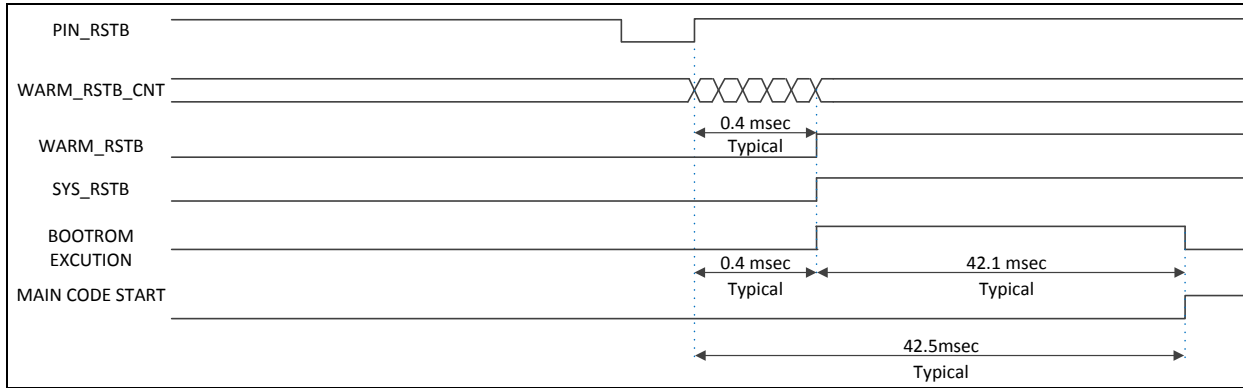 PIN_RSTB
WARM_RSTB_CNT
0.4 msec
Typical
WARM_RSTB
SYS_RSTB
BOOTROM
EXCUTION
0.4 msec
Typical
42.1 msec
Typical
MAIN CODE START
42.5msec
Typical